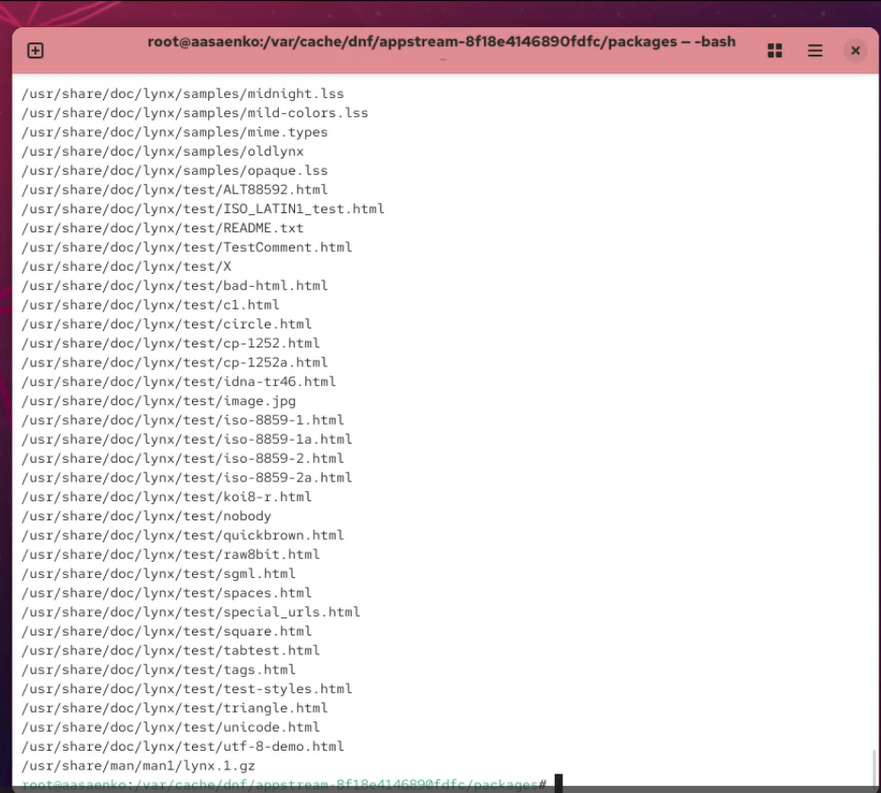 root@aasaenko:/var/cache/dnf/appstream-8f18e4146890fdfc/packages — -bash
~
/usr/share/doc/lynx/samples/midnight.lss
/usr/share/doc/lynx/samples/mild-colors.lss
/usr/share/doc/lynx/samples/mime.types
/usr/share/doc/lynx/samples/oldlynx
/usr/share/doc/lynx/samples/opaque.lss
/usr/share/doc/lynx/test/ALT88592.html
/usr/share/doc/lynx/test/ISO_LATIN1_test.html
/usr/share/doc/lynx/test/README.txt
/usr/share/doc/lynx/test/TestComment.html
/usr/share/doc/lynx/test/X
/usr/share/doc/lynx/test/bad-html.html
/usr/share/doc/lynx/test/c1.html
/usr/share/doc/lynx/test/circle.html
/usr/share/doc/lynx/test/cp-1252.html
/usr/share/doc/lynx/test/cp-1252a.html
/usr/share/doc/lynx/test/idna-tr46.html
/usr/share/doc/lynx/test/image.jpg
/usr/share/doc/lynx/test/iso-8859-1.html
/usr/share/doc/lynx/test/iso-8859-1a.html
/usr/share/doc/lynx/test/iso-8859-2.html
/usr/share/doc/lynx/test/iso-8859-2a.html
/usr/share/doc/lynx/test/koi8-r.html
/usr/share/doc/lynx/test/nobody
/usr/share/doc/lynx/test/quickbrown.html
/usr/share/doc/lynx/test/raw8bit.html
/usr/share/doc/lynx/test/sgml.html
/usr/share/doc/lynx/test/spaces.html
/usr/share/doc/lynx/test/special_urls.html
/usr/share/doc/lynx/test/square.html
/usr/share/doc/lynx/test/tabtest.html
/usr/share/doc/lynx/test/tags.html
/usr/share/doc/lynx/test/test-styles.html
/usr/share/doc/lynx/test/triangle.html
/usr/share/doc/lynx/test/unicode.html
/usr/share/doc/lynx/test/utf-8-demo.html
/usr/share/man/man1/lynx.1.gz
root@aasaenko:/var/cache/dnf/appstream-8f18e4146890fdfc/packages#